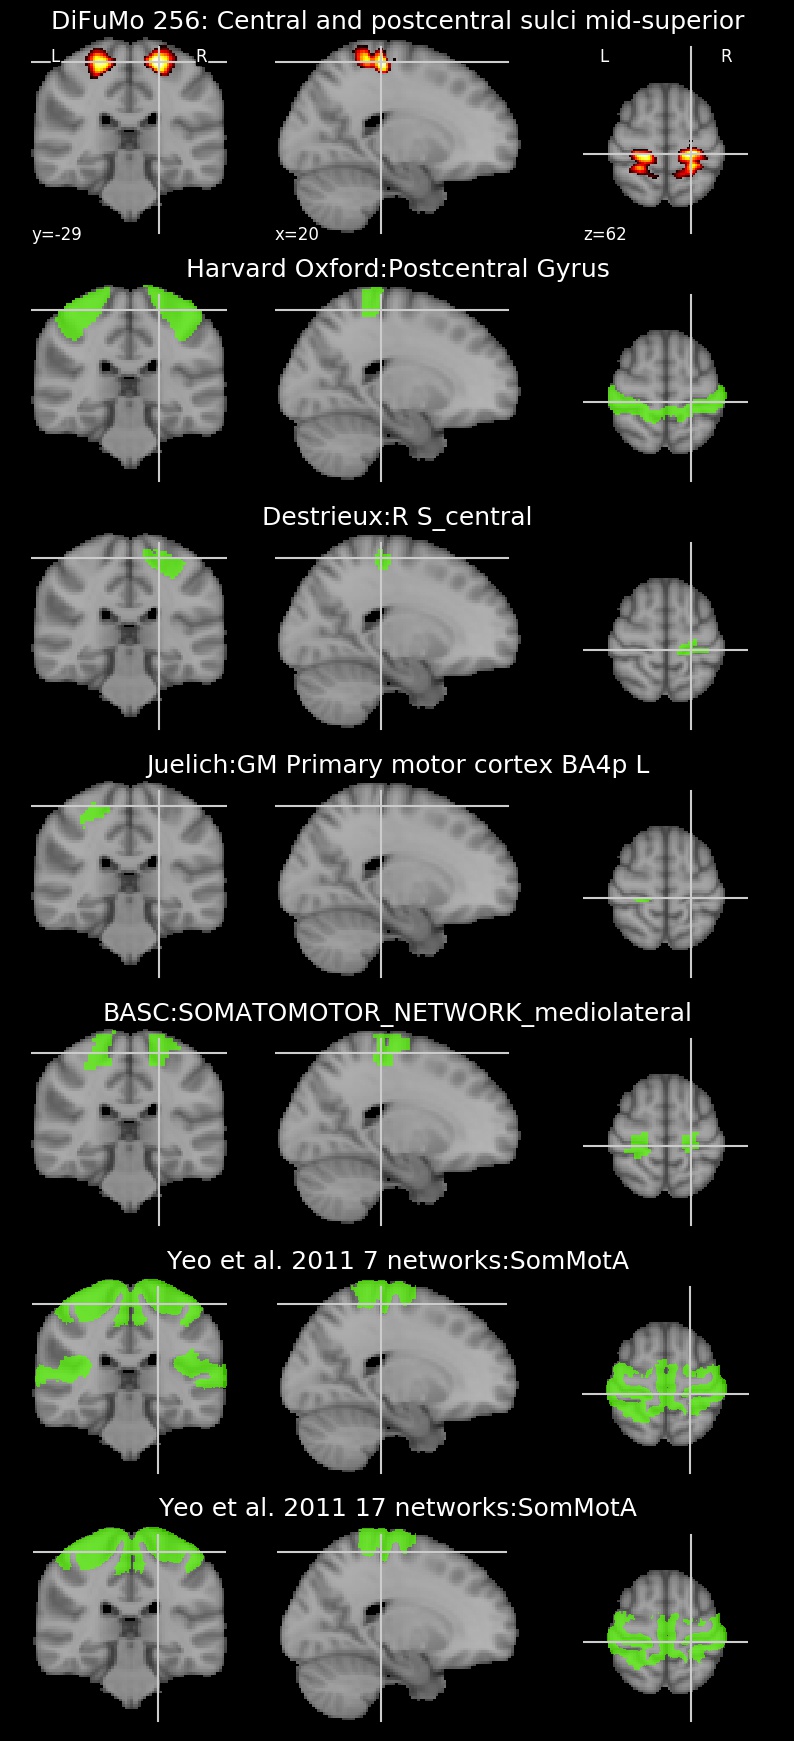 DiFuMo 256: Central and postcentral sulci mid-superior
L R L R
y=-29 x=20 z=62
Harvard Oxford:Postcentral Gyrus
Destrieux:R S_central
Juelich:GM Primary motor cortex BA4p L
BASC:SOMATOMOTOR_NETWORK_mediolateral
Yeo et al. 2011 7 networks:SomMotA
Yeo et al. 2011 17 networks:SomMotA